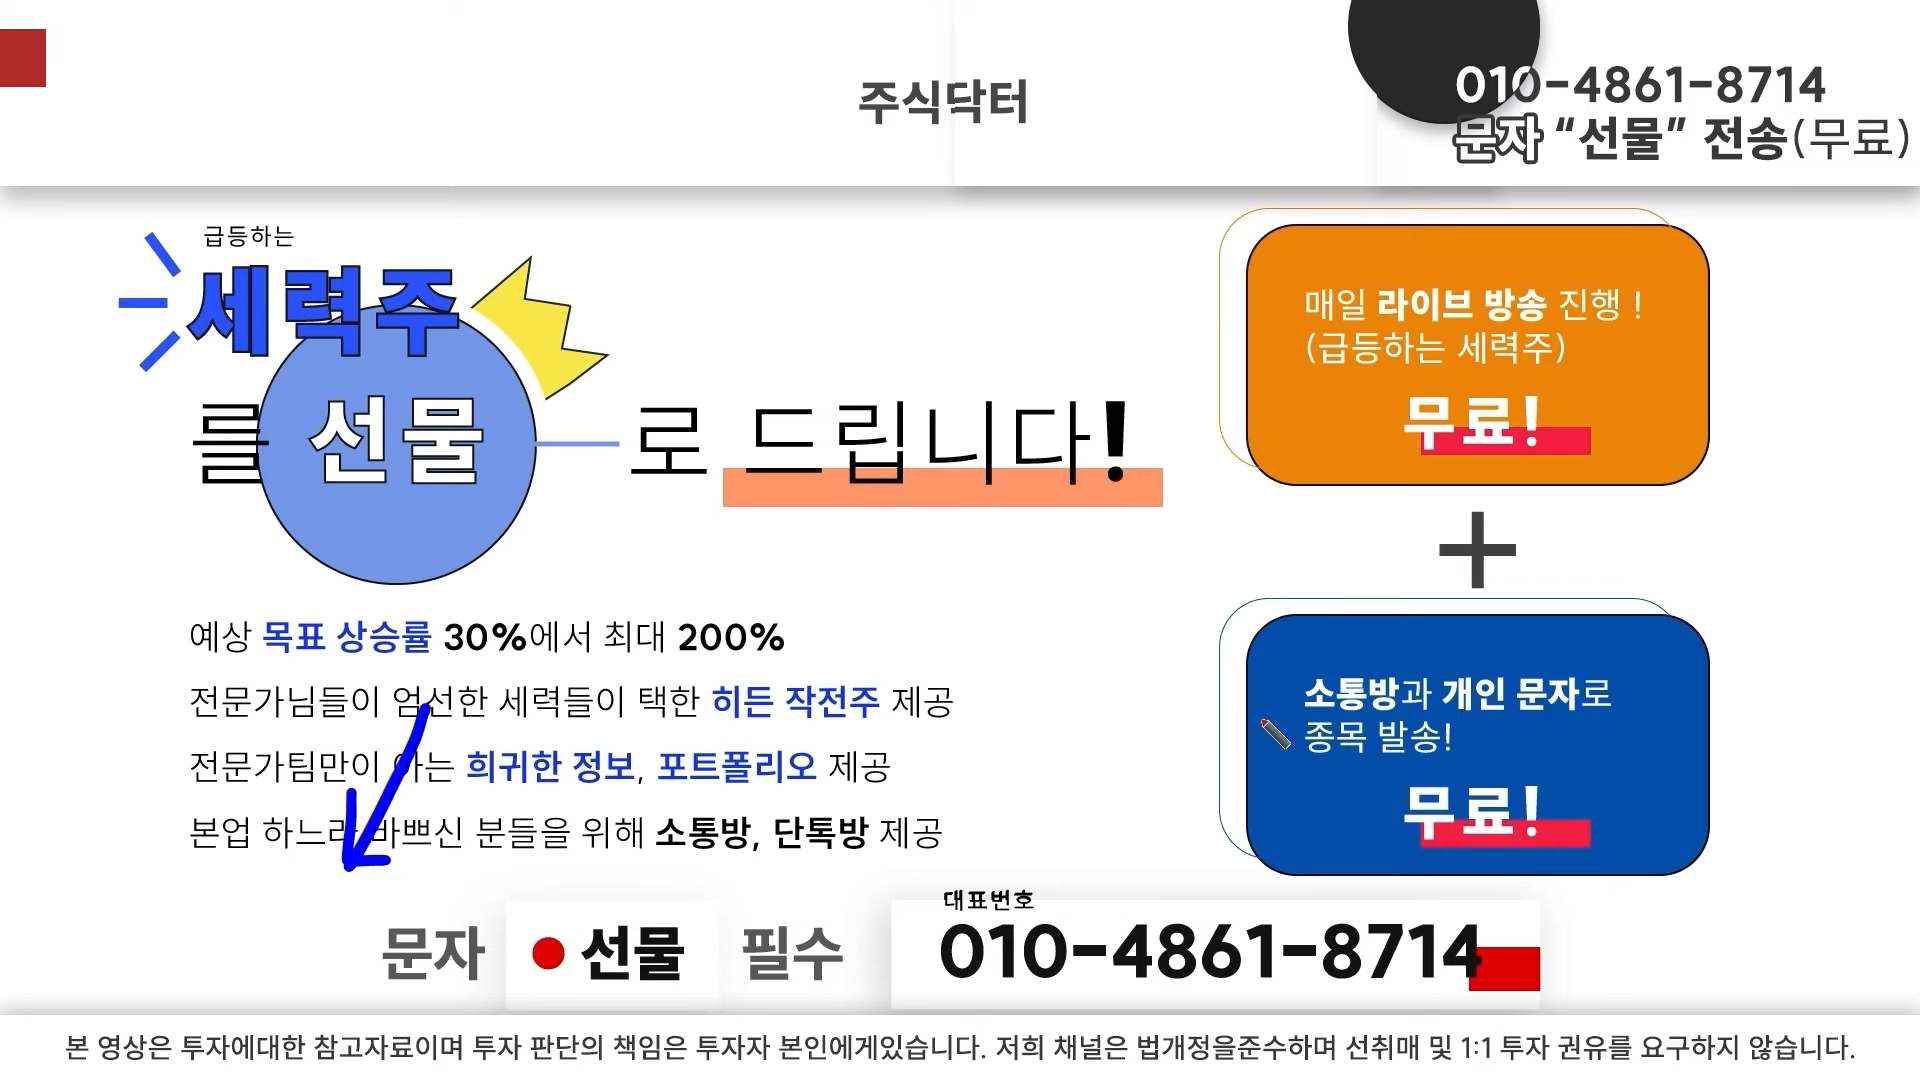 주식닥터
010-4861-8714
문자 “선물” 전송(무료)
급등하는
세력주
를 선물로 드립니다!
예상 목표 상승률 30%에서 최대 200%
전문가님들이 엄선한 세력들이 택한 히든 작전주 제공
전문가팀만이 아는 희귀한 정보, 포트폴리오 제공
본업 하느라 바쁘신 분들을 위해 소통방, 단톡방 제공
매일 라이브 방송 진행 !
(급등하는 세력주)
무료!
+
소통방과 개인 문자로
종목 발송!
무료!
대표번호
문자 선물 필수 010-4861-8714
본 영상은 투자에대한 참고자료이며 투자 판단의 책임은 투자자 본인에게있습니다. 저희 채널은 법개정을준수하며 선취매 및 1:1 투자 권유를 요구하지 않습니다.